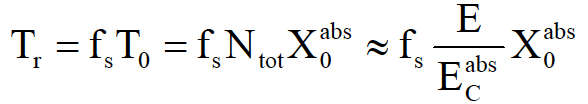 T_r = f_s T_0 = f_s N_tot X_0^abs ≈ f_s E / E_C^abs X_0^abs